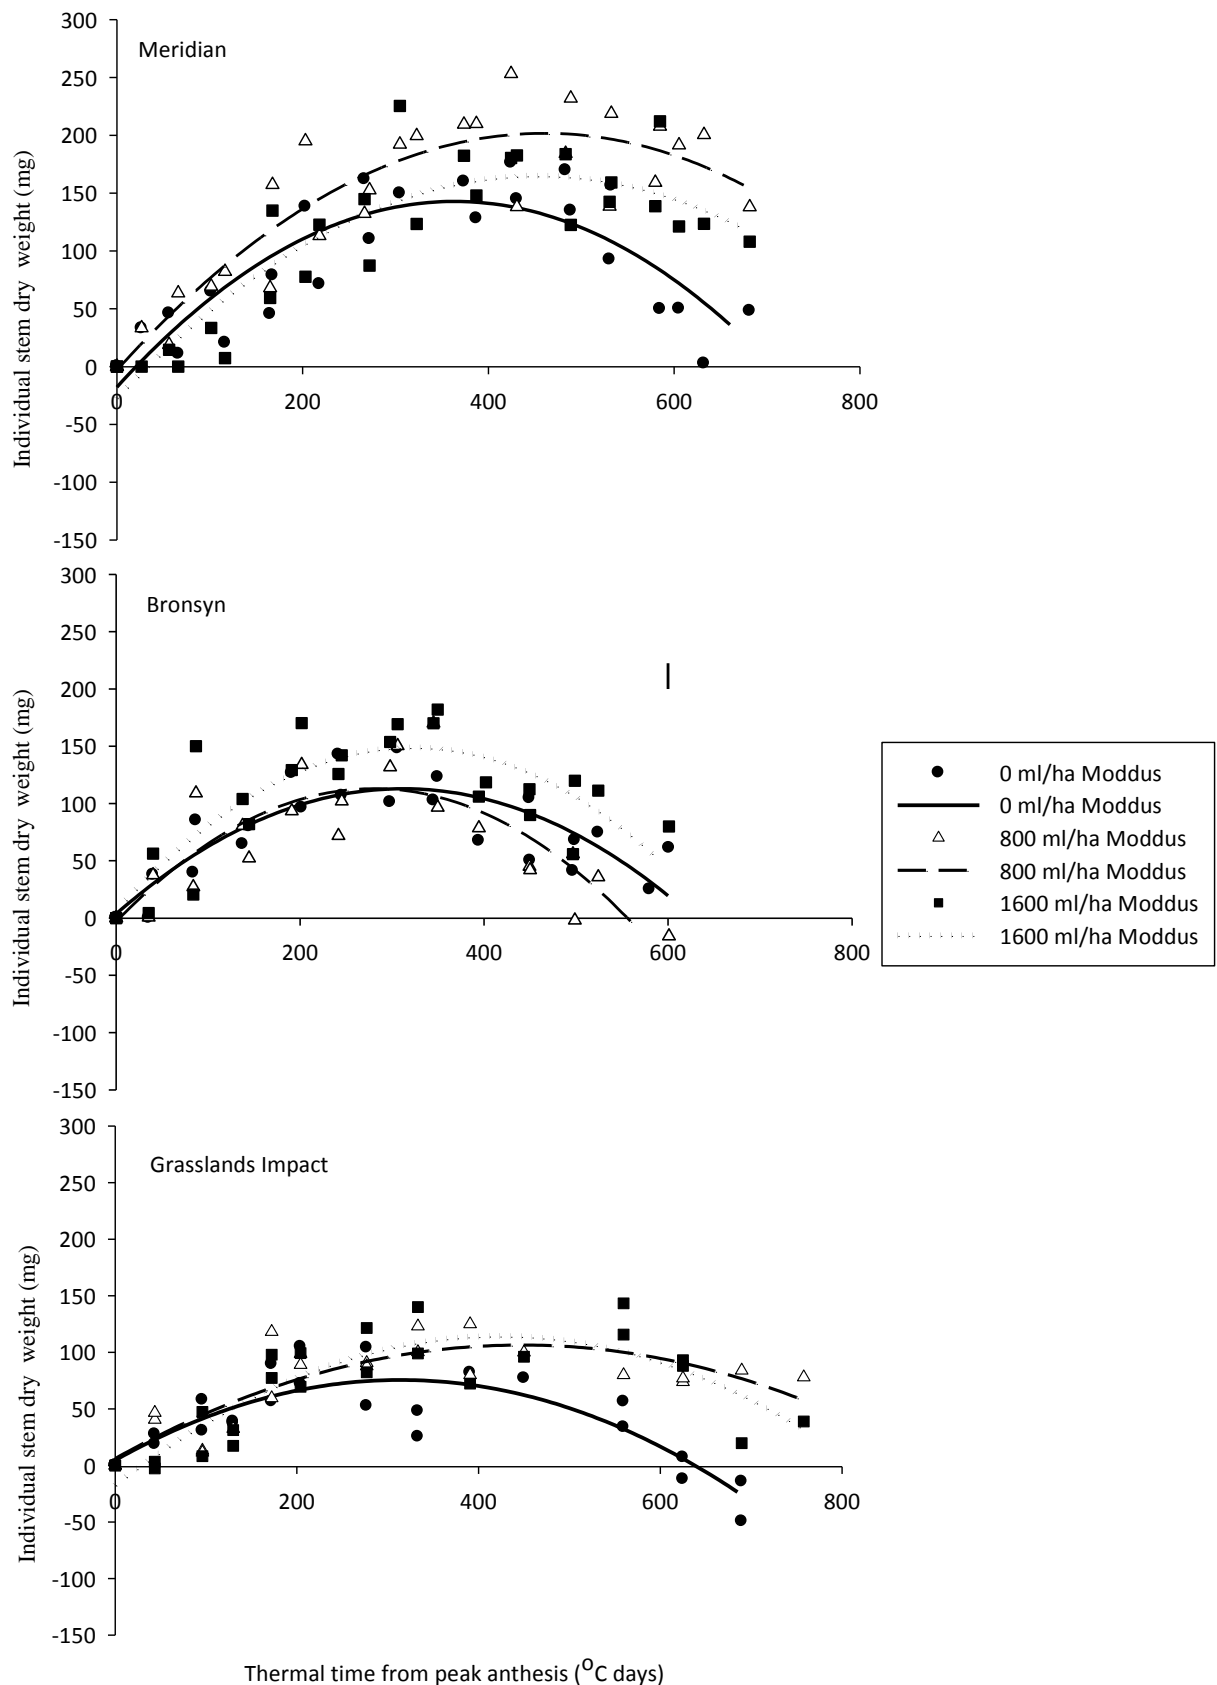 300
Meridian
250
200
150
100
50
0
0 200 400 600 800
-50
-100
-150
Individual stem dry weight (mg)
300
Bronsyn
250
200
150
100
50
0
0 200 400 600 800
-50
-100
-150
Individual stem dry weight (mg)
0 ml/ha Moddus
0 ml/ha Moddus
800 ml/ha Moddus
800 ml/ha Moddus
1600 ml/ha Moddus
1600 ml/ha Moddus
300
Grasslands Impact
250
200
150
100
50
0
0 200 400 600 800
-50
-100
-150
Individual stem dry weight (mg)
Thermal time from peak anthesis (°C days)